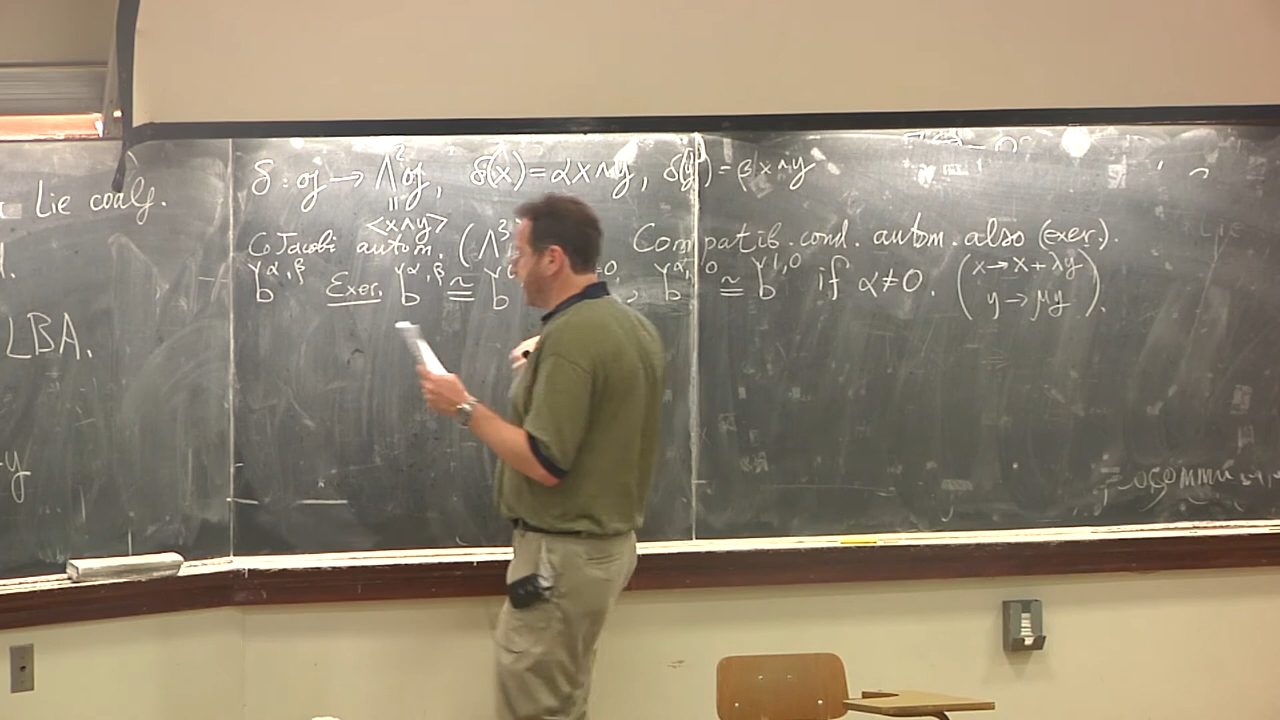 Lie coalg.
LBA.
y
δ : 𝔤 → Λ²𝔤, δ(x) = αx∧y, δ(y) = βx∧y
‖
<x∧y>
CoJacobi autom. (Λ³ Compatib. cond. autom. also (exer).
b^{α,β} Exer. b^{α,β} ≅ b =0, b^{α,0} ≅ b^{1,0} if α≠0. (x→x+λy
y→μy).